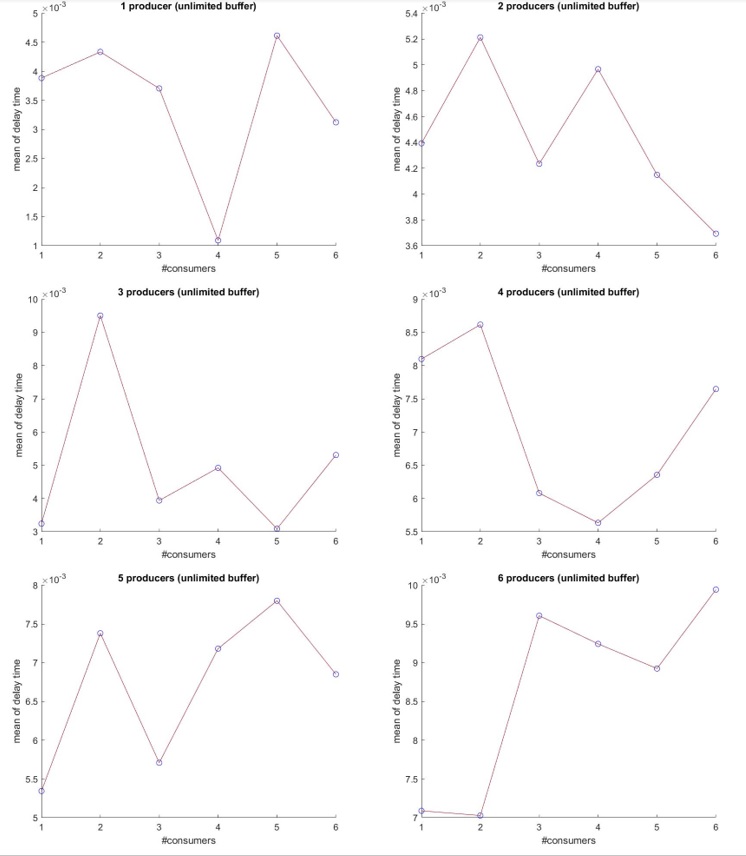 1 producer (unlimited buffer)
×10⁻³
5
4.5
4
3.5
3
2.5
2
1.5
1
mean of delay time
1 2 3 4 5 6
#consumers
2 producers (unlimited buffer)
×10⁻³
5.4
5.2
5
4.8
4.6
4.4
4.2
4
3.8
3.6
mean of delay time
1 2 3 4 5 6
#consumers
3 producers (unlimited buffer)
×10⁻³
10
9
8
7
6
5
4
3
mean of delay time
1 2 3 4 5 6
#consumers
4 producers (unlimited buffer)
×10⁻³
9
8.5
8
7.5
7
6.5
6
5.5
mean of delay time
1 2 3 4 5 6
#consumers
5 producers (unlimited buffer)
×10⁻³
8
7.5
7
6.5
6
5.5
5
mean of delay time
1 2 3 4 5 6
#consumers
6 producers (unlimited buffer)
×10⁻³
10
9.5
9
8.5
8
7.5
7
mean of delay time
1 2 3 4 5 6
#consumers